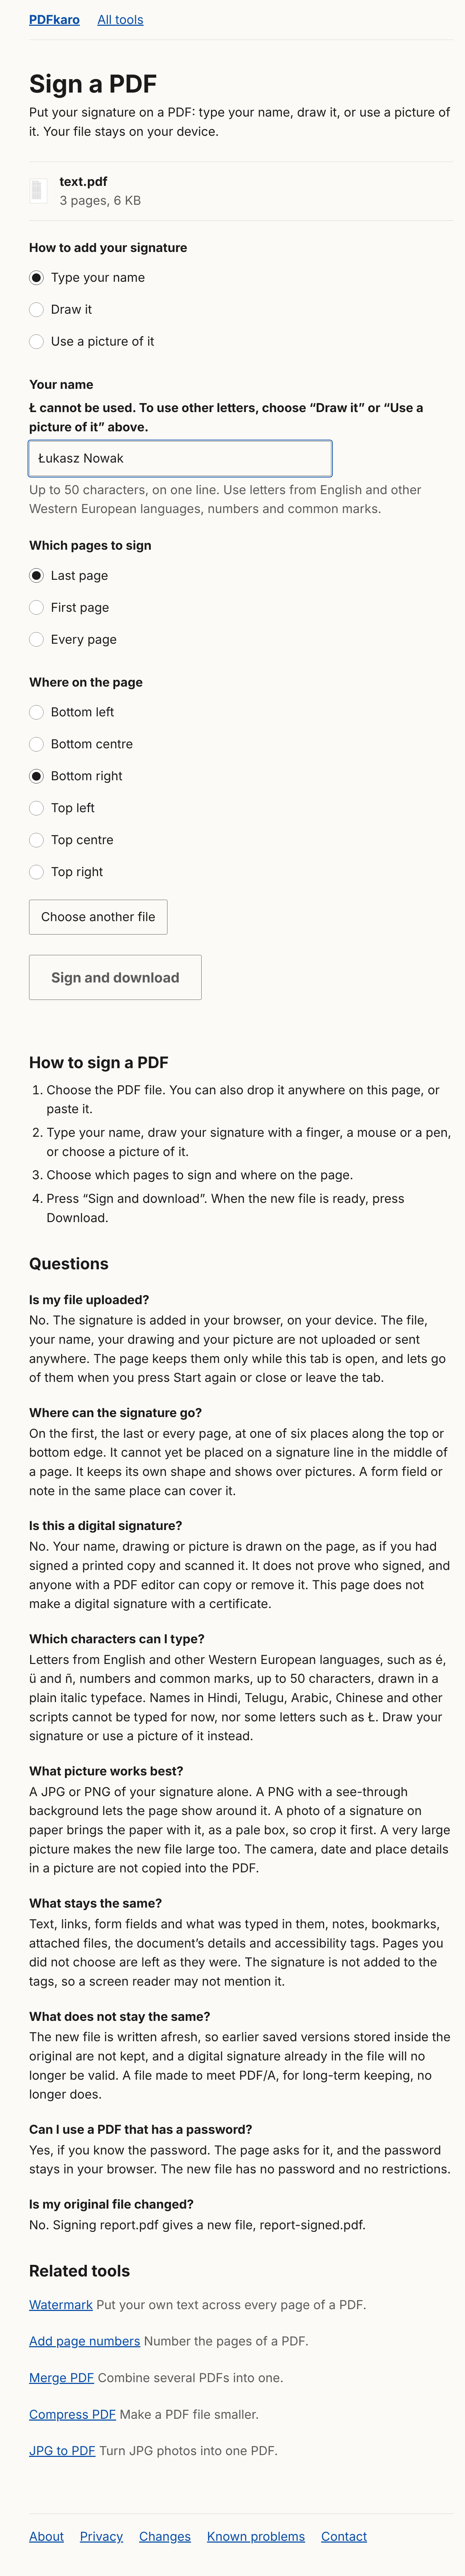 PDFkaro All tools
Sign a PDF
Put your signature on a PDF: type your name, draw it, or use a picture of
it. Your file stays on your device.
text.pdf
3 pages, 6 KB
How to add your signature
Type your name
Draw it
Use a picture of it
Your name
Ł cannot be used. To use other letters, choose “Draw it” or “Use a
picture of it” above.
Łukasz Nowak
Up to 50 characters, on one line. Use letters from English and other
Western European languages, numbers and common marks.
Which pages to sign
Last page
First page
Every page
Where on the page
Bottom left
Bottom centre
Bottom right
Top left
Top centre
Top right
Choose another file
Sign and download
How to sign a PDF
1. Choose the PDF file. You can also drop it anywhere on this page, or
paste it.
2. Type your name, draw your signature with a finger, a mouse or a pen,
or choose a picture of it.
3. Choose which pages to sign and where on the page.
4. Press “Sign and download”. When the new file is ready, press
Download.
Questions
Is my file uploaded?
No. The signature is added in your browser, on your device. The file,
your name, your drawing and your picture are not uploaded or sent
anywhere. The page keeps them only while this tab is open, and lets go
of them when you press Start again or close or leave the tab.
Where can the signature go?
On the first, the last or every page, at one of six places along the top or
bottom edge. It cannot yet be placed on a signature line in the middle of
a page. It keeps its own shape and shows over pictures. A form field or
note in the same place can cover it.
Is this a digital signature?
No. Your name, drawing or picture is drawn on the page, as if you had
signed a printed copy and scanned it. It does not prove who signed, and
anyone with a PDF editor can copy or remove it. This page does not
make a digital signature with a certificate.
Which characters can I type?
Letters from English and other Western European languages, such as é,
ü and ñ, numbers and common marks, up to 50 characters, drawn in a
plain italic typeface. Names in Hindi, Telugu, Arabic, Chinese and other
scripts cannot be typed for now, nor some letters such as Ł. Draw your
signature or use a picture of it instead.
What picture works best?
A JPG or PNG of your signature alone. A PNG with a see-through
background lets the page show around it. A photo of a signature on
paper brings the paper with it, as a pale box, so crop it first. A very large
picture makes the new file large too. The camera, date and place details
in a picture are not copied into the PDF.
What stays the same?
Text, links, form fields and what was typed in them, notes, bookmarks,
attached files, the document’s details and accessibility tags. Pages you
did not choose are left as they were. The signature is not added to the
tags, so a screen reader may not mention it.
What does not stay the same?
The new file is written afresh, so earlier saved versions stored inside the
original are not kept, and a digital signature already in the file will no
longer be valid. A file made to meet PDF/A, for long-term keeping, no
longer does.
Can I use a PDF that has a password?
Yes, if you know the password. The page asks for it, and the password
stays in your browser. The new file has no password and no restrictions.
Is my original file changed?
No. Signing report.pdf gives a new file, report-signed.pdf.
Related tools
Watermark Put your own text across every page of a PDF.
Add page numbers Number the pages of a PDF.
Merge PDF Combine several PDFs into one.
Compress PDF Make a PDF file smaller.
JPG to PDF Turn JPG photos into one PDF.
About Privacy Changes Known problems Contact